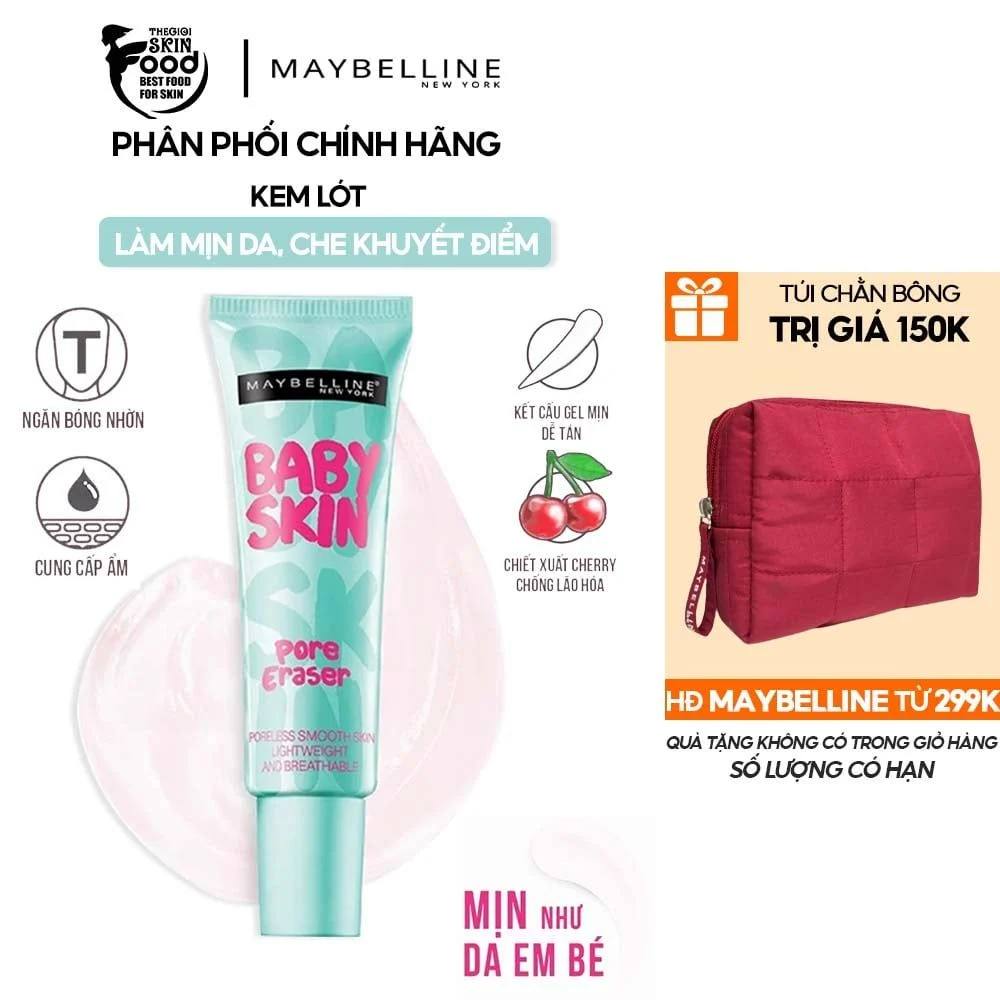 THEGIOI
SKIN
Food
BEST FOOD
FOR SKIN
MAYBELLINE
NEW YORK
PHÂN PHỐI CHÍNH HÃNG
KEM LÓT
LÀM MỊN DA, CHE KHUYẾT ĐIỂM
T
NGĂN BÓNG NHỜN
CUNG CẤP ẨM
MAYBELLINE®
NEW YORK
BABY
SKIN
Pore
Eraser
PORELESS SMOOTH SKIN
LIGHTWEIGHT
AND BREATHABLE
KẾT CẤU GEL MỊN
DỄ TÁN
CHIẾT XUẤT CHERRY
CHỐNG LÃO HÓA
MỊN NHƯ
DA EM BÉ
TÚI CHẰN BÔNG
TRỊ GIÁ 150K
MAYBELLINE
HĐ MAYBELLINE TỪ 299K
QUÀ TẶNG KHÔNG CÓ TRONG GIỎ HÀNG
SỐ LƯỢNG CÓ HẠN